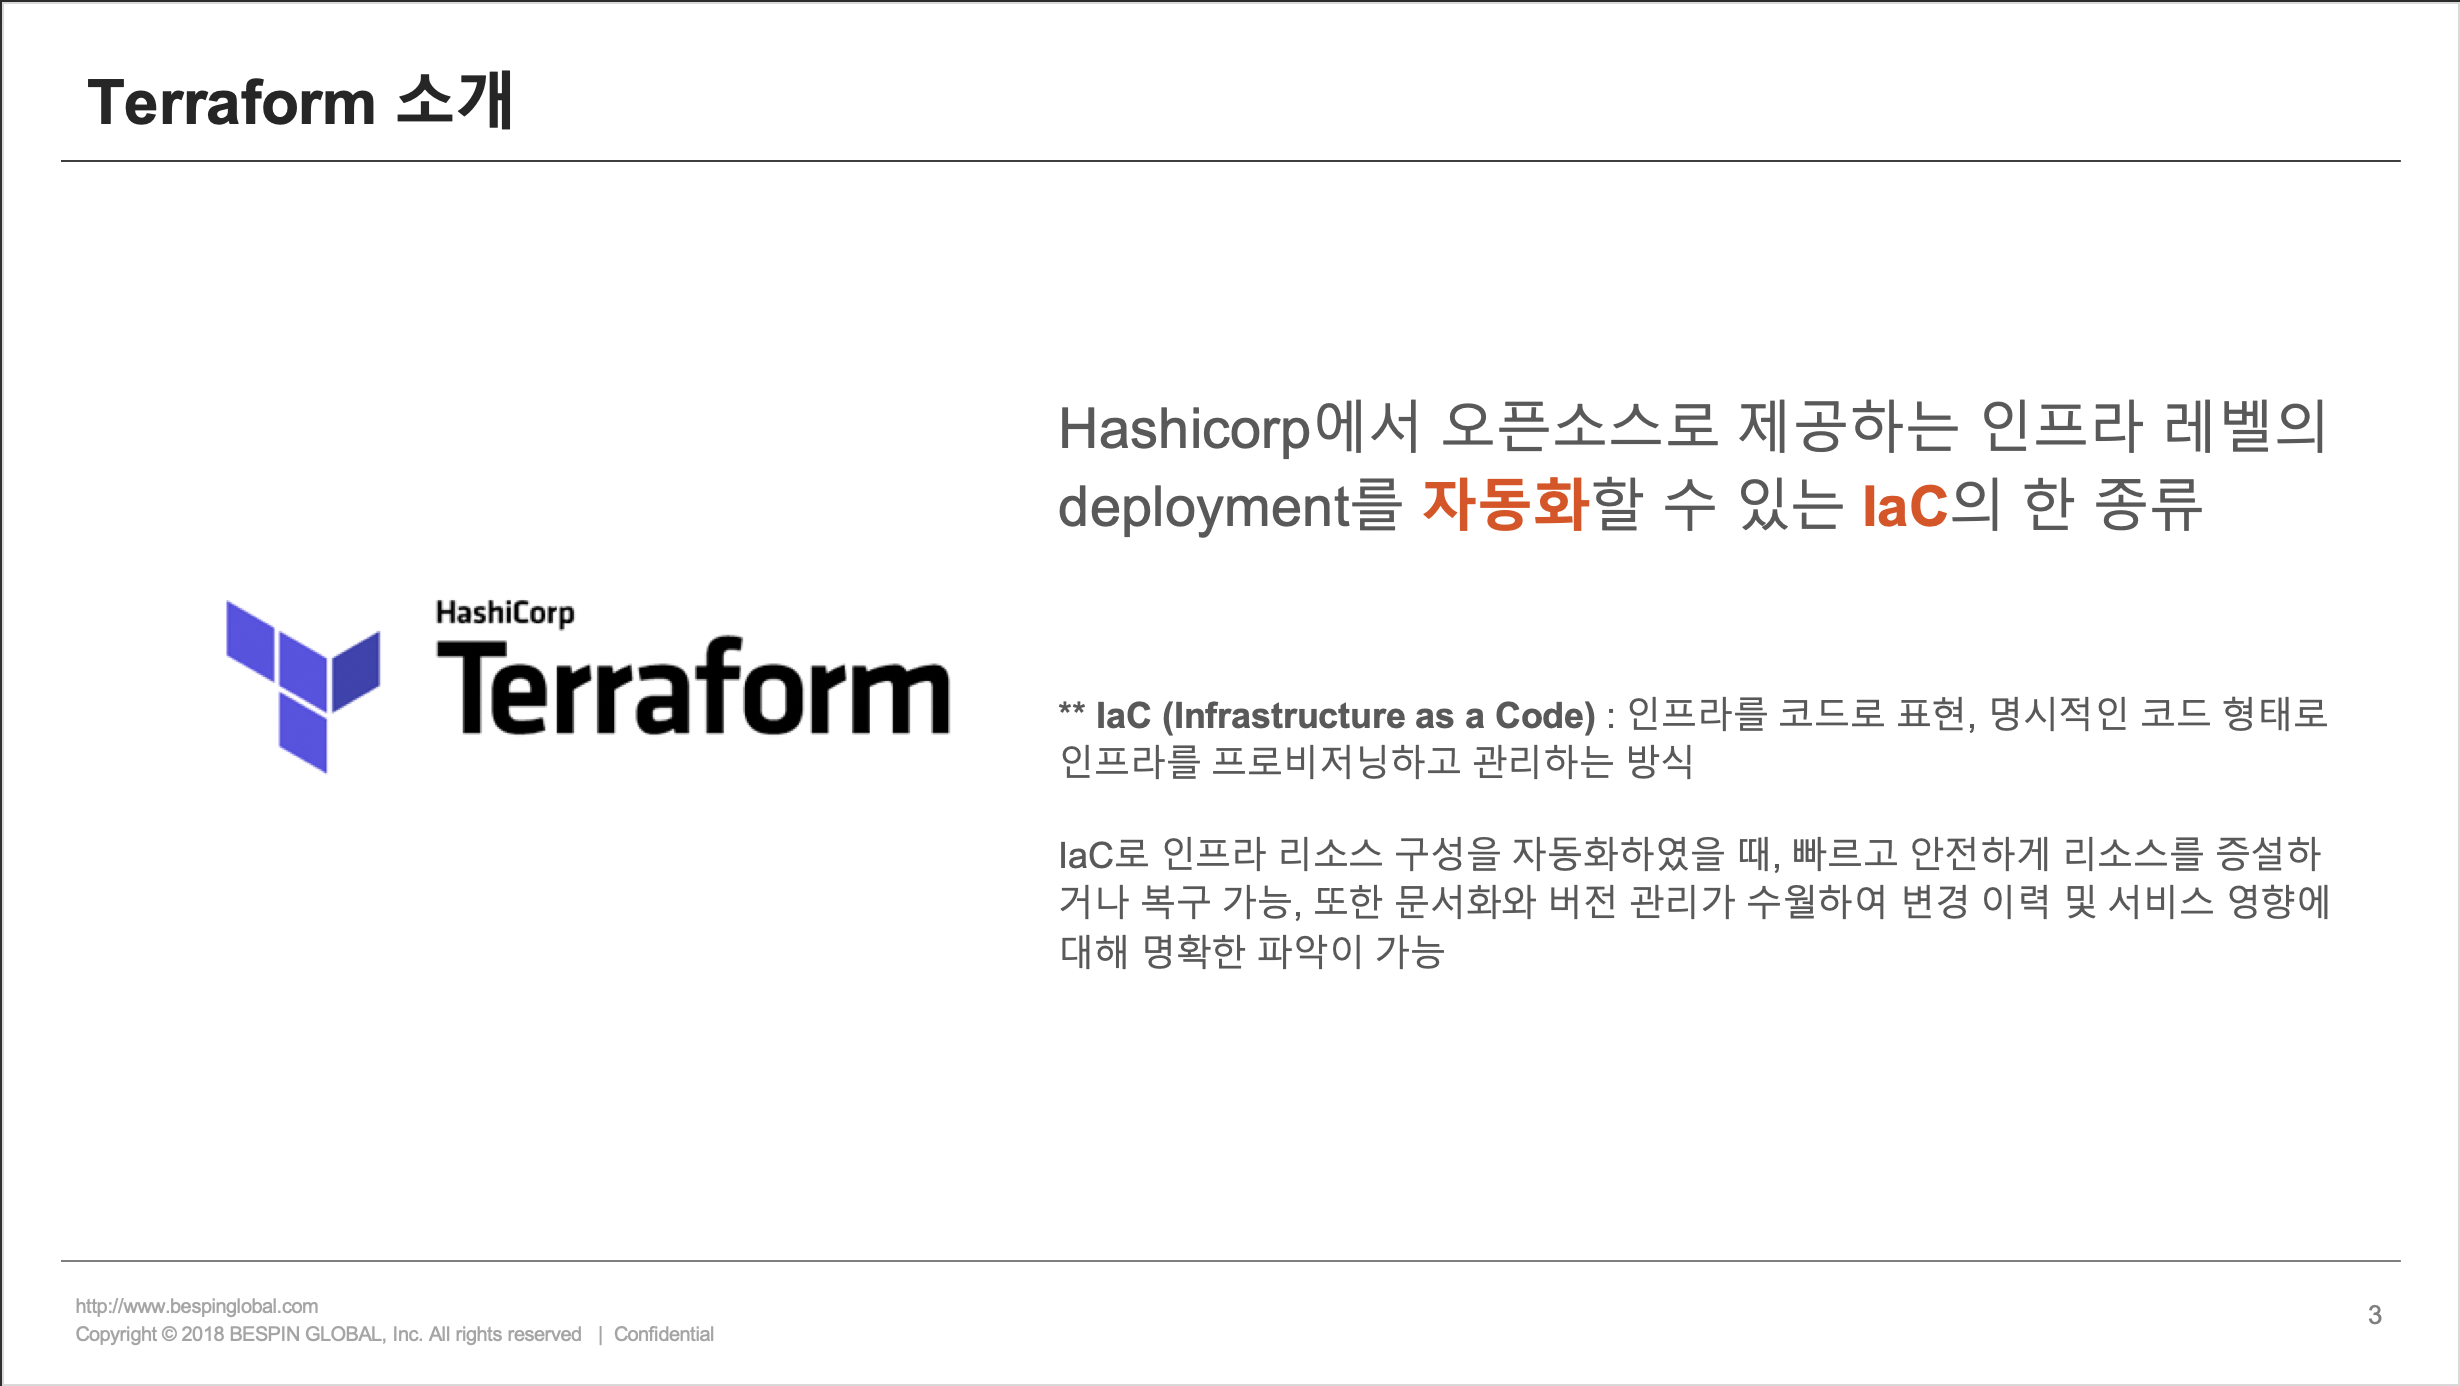 Terraform 소개
HashiCorp
Terraform
Hashicorp에서 오픈소스로 제공하는 인프라 레벨의
deployment를 자동화할 수 있는 IaC의 한 종류
** IaC (Infrastructure as a Code) : 인프라를 코드로 표현, 명시적인 코드 형태로
인프라를 프로비저닝하고 관리하는 방식
IaC로 인프라 리소스 구성을 자동화하였을 때, 빠르고 안전하게 리소스를 증설하
거나 복구 가능, 또한 문서화와 버전 관리가 수월하여 변경 이력 및 서비스 영향에
대해 명확한 파악이 가능
http://www.bespinglobal.com
Copyright © 2018 BESPIN GLOBAL, Inc. All rights reserved | Confidential
3